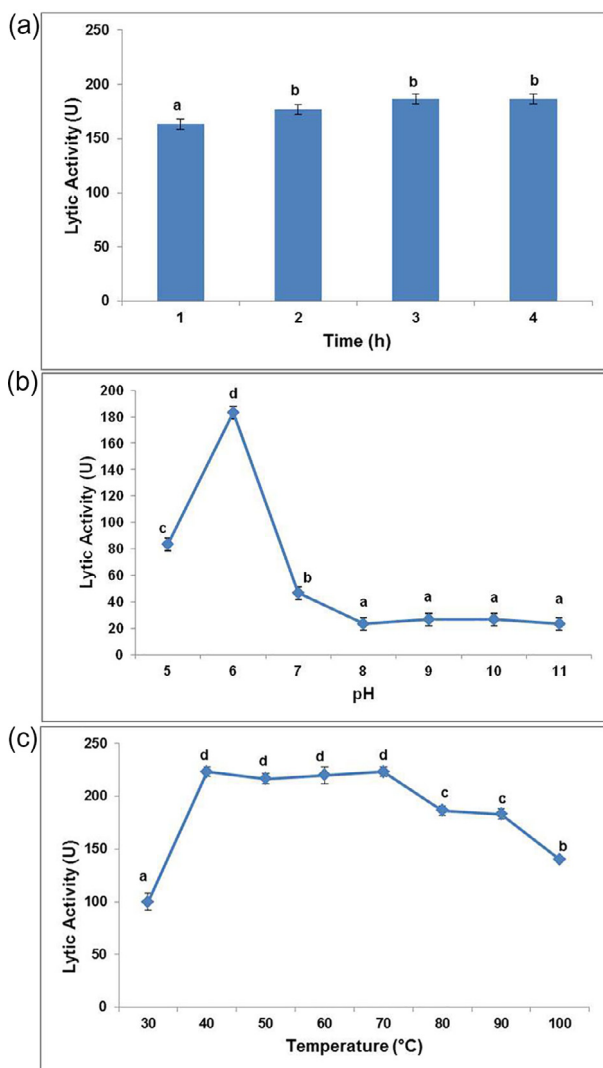 (a)
250
200
150
100
50
0
Lytic Activity (U)
a
b
b
b
1 2 3 4
Time (h)
(b)
200
180
160
140
120
100
80
60
40
20
0
Lytic Activity (U)
c
d
b
a
a
a
a
5 6 7 8 9 10 11
pH
(c)
250
200
150
100
50
0
Lytic Activity (U)
a
d
d
d
d
c
c
b
30 40 50 60 70 80 90 100
Temperature (°C)